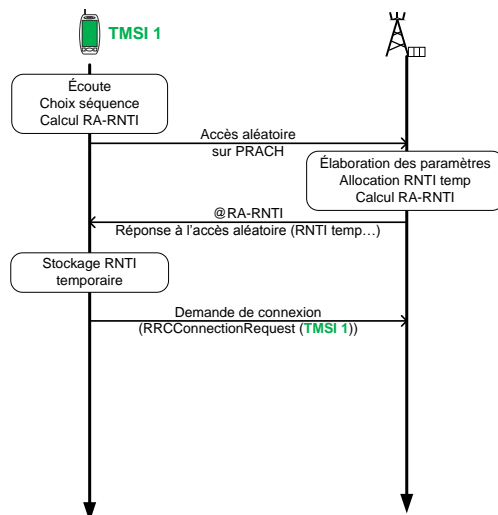 TMSI 1
Écoute
Choix séquence
Calcul RA-RNTI
Accès aléatoire
sur PRACH
Élaboration des paramètres
Allocation RNTI temp
Calcul RA-RNTI
@RA-RNTI
Réponse à l'accès aléatoire (RNTI temp…)
Stockage RNTI
temporaire
Demande de connexion
(RRCConnectionRequest (TMSI 1))